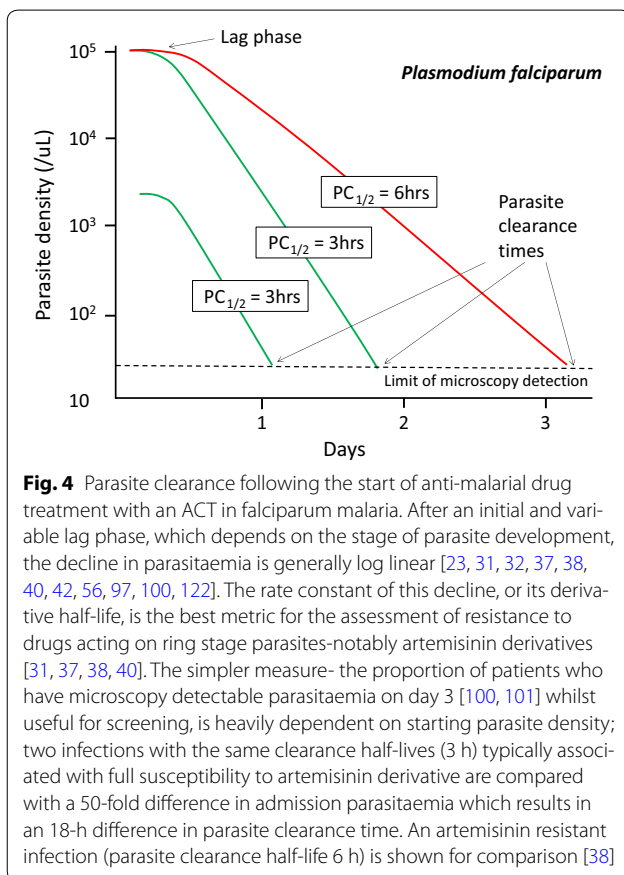 Lag phase
10⁵
Plasmodium falciparum
10⁴
Parasite density (/uL)
PC₁/₂ = 6hrs
Parasite
clearance
times
10³
PC₁/₂ = 3hrs
PC₁/₂ = 3hrs
10²
Limit of microscopy detection
10
1
2
3
Days
Fig. 4 Parasite clearance following the start of anti-malarial drug
treatment with an ACT in falciparum malaria. After an initial and vari-
able lag phase, which depends on the stage of parasite development,
the decline in parasitaemia is generally log linear [23, 31, 32, 37, 38,
40, 42, 56, 97, 100, 122]. The rate constant of this decline, or its deriva-
tive half-life, is the best metric for the assessment of resistance to
drugs acting on ring stage parasites-notably artemisinin derivatives
[31, 37, 38, 40]. The simpler measure- the proportion of patients who
have microscopy detectable parasitaemia on day 3 [100, 101] whilst
useful for screening, is heavily dependent on starting parasite density;
two infections with the same clearance half-lives (3 h) typically associ-
ated with full susceptibility to artemisinin derivative are compared
with a 50-fold difference in admission parasitaemia which results in
an 18-h difference in parasite clearance time. An artemisinin resistant
infection (parasite clearance half-life 6 h) is shown for comparison [38]